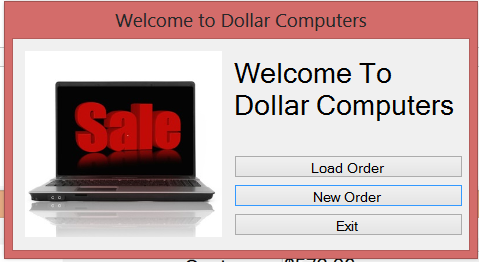 Welcome to Dollar Computers
Sale
Welcome To
Dollar Computers
Load Order
New Order
Exit